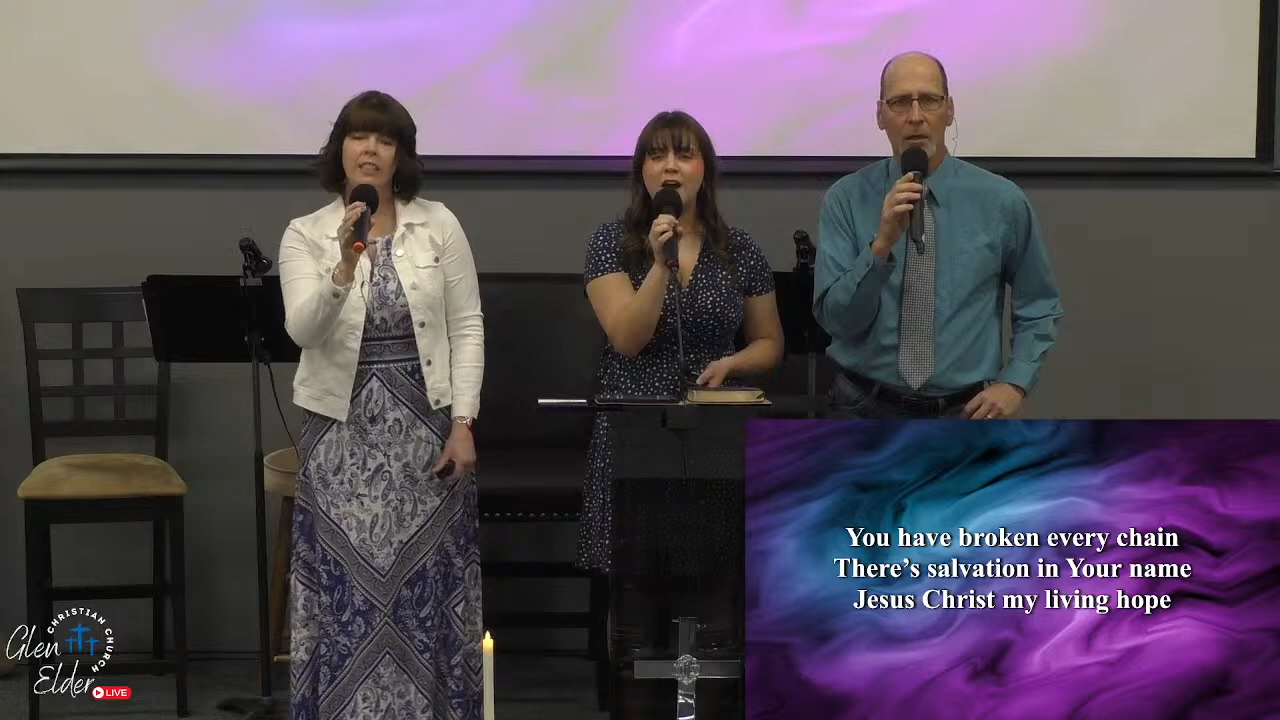 You have broken every chain
There’s salvation in Your name
Jesus Christ my living hope
CHRISTIAN CHURCH
Glen
Elder
LIVE